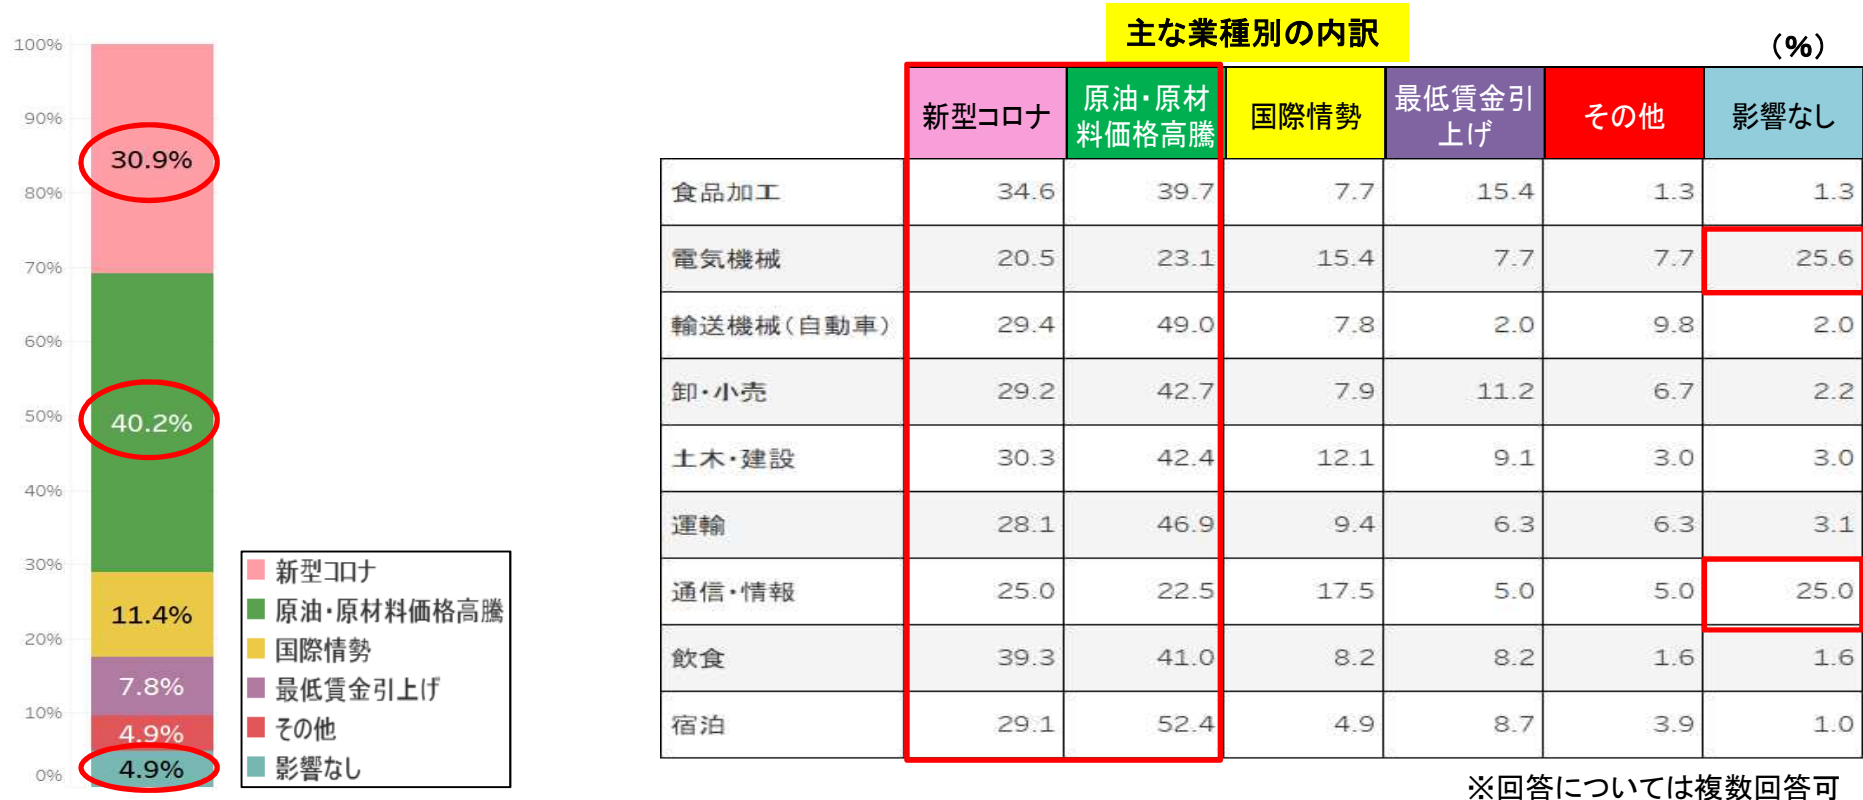 100%
90%
80%
70%
60%
50%
40%
30%
20%
10%
0%
30.9%
40.2%
11.4%
7.8%
4.9%
4.9%
新型コロナ
原油・原材料価格高騰
国際情勢
最低賃金引上げ
その他
影響なし
主な業種別の内訳
（%）
新型コロナ 原油・原材料価格高騰 国際情勢 最低賃金引上げ その他 影響なし
食品加工 34.6 39.7 7.7 15.4 1.3 1.3
電気機械 20.5 23.1 15.4 7.7 7.7 25.6
輸送機械（自動車） 29.4 49.0 7.8 2.0 9.8 2.0
卸・小売 29.2 42.7 7.9 11.2 6.7 2.2
土木・建設 30.3 42.4 12.1 9.1 3.0 3.0
運輸 28.1 46.9 9.4 6.3 6.3 3.1
通信・情報 25.0 22.5 17.5 5.0 5.0 25.0
飲食 39.3 41.0 8.2 8.2 1.6 1.6
宿泊 29.1 52.4 4.9 8.7 3.9 1.0
※回答については複数回答可